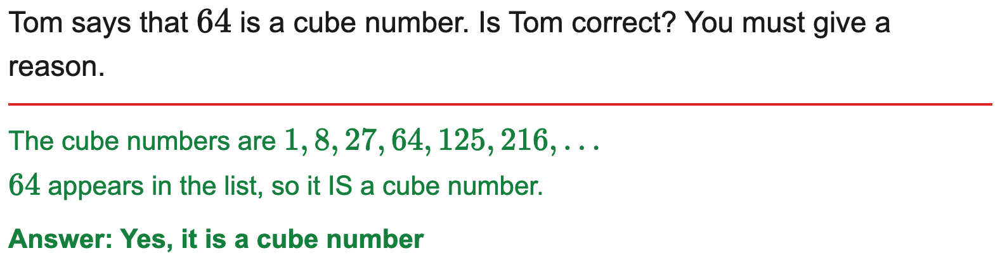 Tom says that 64 is a cube number. Is Tom correct? You must give a
reason.
The cube numbers are 1, 8, 27, 64, 125, 216, . . .
64 appears in the list, so it IS a cube number.
Answer: Yes, it is a cube number